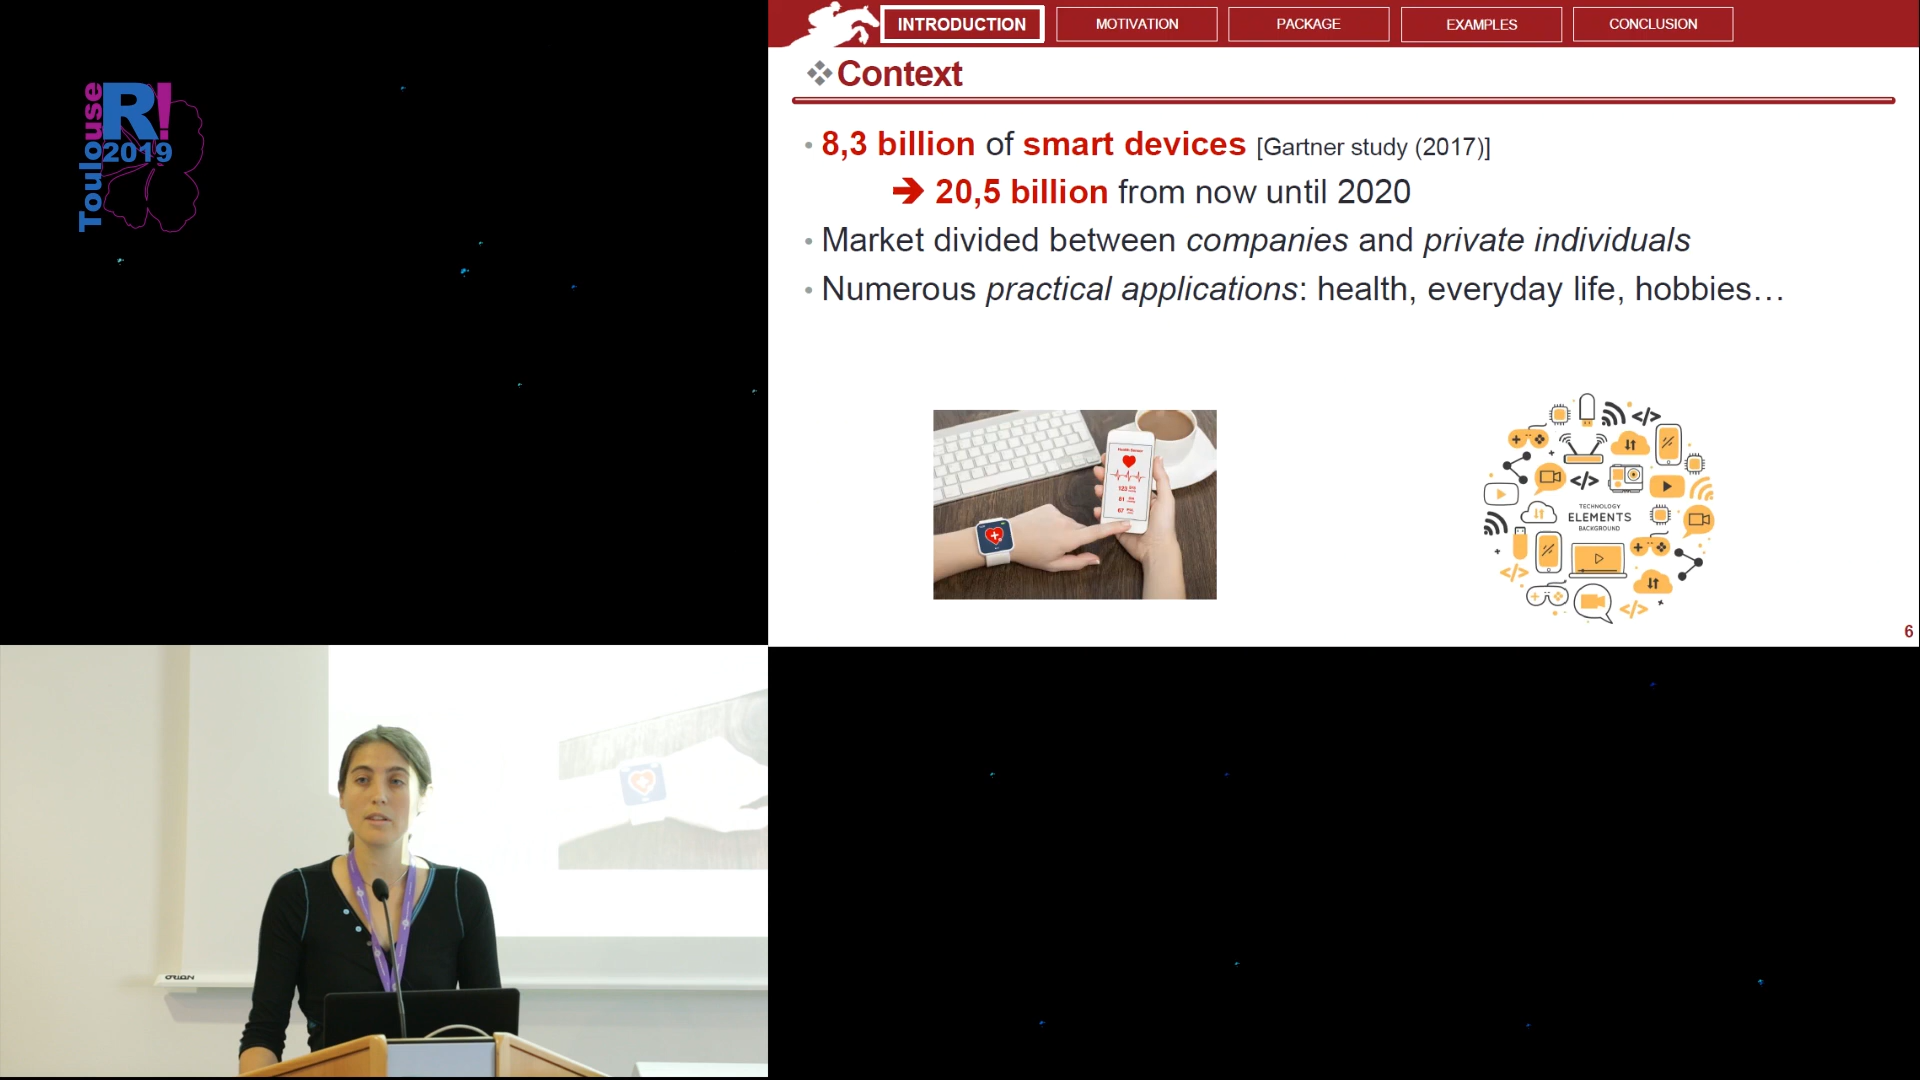 Toulouse
R!
2019
INTRODUCTION
MOTIVATION
PACKAGE
EXAMPLES
CONCLUSION
Context
8,3 billion of smart devices [Gartner study (2017)]
➔ 20,5 billion from now until 2020
Market divided between companies and private individuals
Numerous practical applications: health, everyday life, hobbies…
TECHNOLOGY
ELEMENTS
BACKGROUND
6
ORION